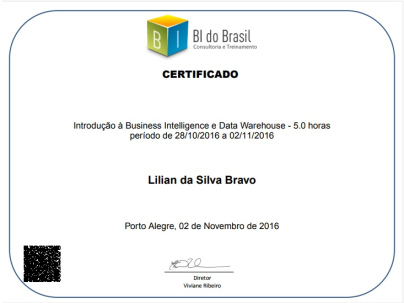 B I
BI do Brasil
Consultoria e Treinamento
CERTIFICADO
Introdução à Business Intelligence e Data Warehouse - 5.0 horas
período de 28/10/2016 a 02/11/2016
Lilian da Silva Bravo
Porto Alegre, 02 de Novembro de 2016
Diretor
Viviane Ribeiro